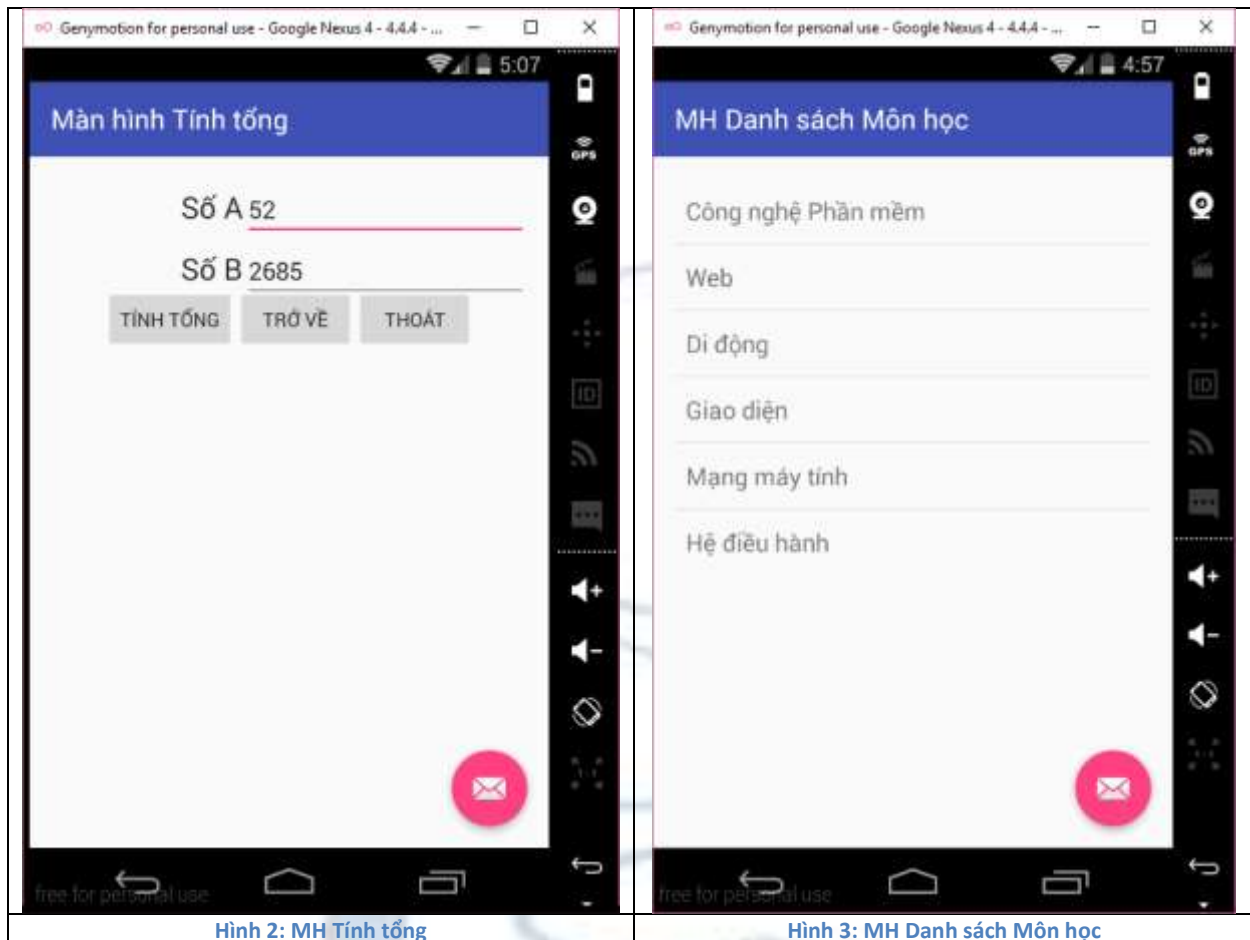 Genymotion for personal use - Google Nexus 4 - 4.4.4 - ...
5:07
Màn hình Tính tổng
GPS
Số A 52
Số B 2685
TÍNH TỔNG TRỞ VỀ THOÁT
ID
free for personal use
Hình 2: MH Tính tổng
Genymotion for personal use - Google Nexus 4 - 4.4.4 - ...
4:57
MH Danh sách Môn học
GPS
Công nghệ Phần mềm
Web
Di động
Giao diện
ID
Mạng máy tính
Hệ điều hành
free for personal use
Hình 3: MH Danh sách Môn học